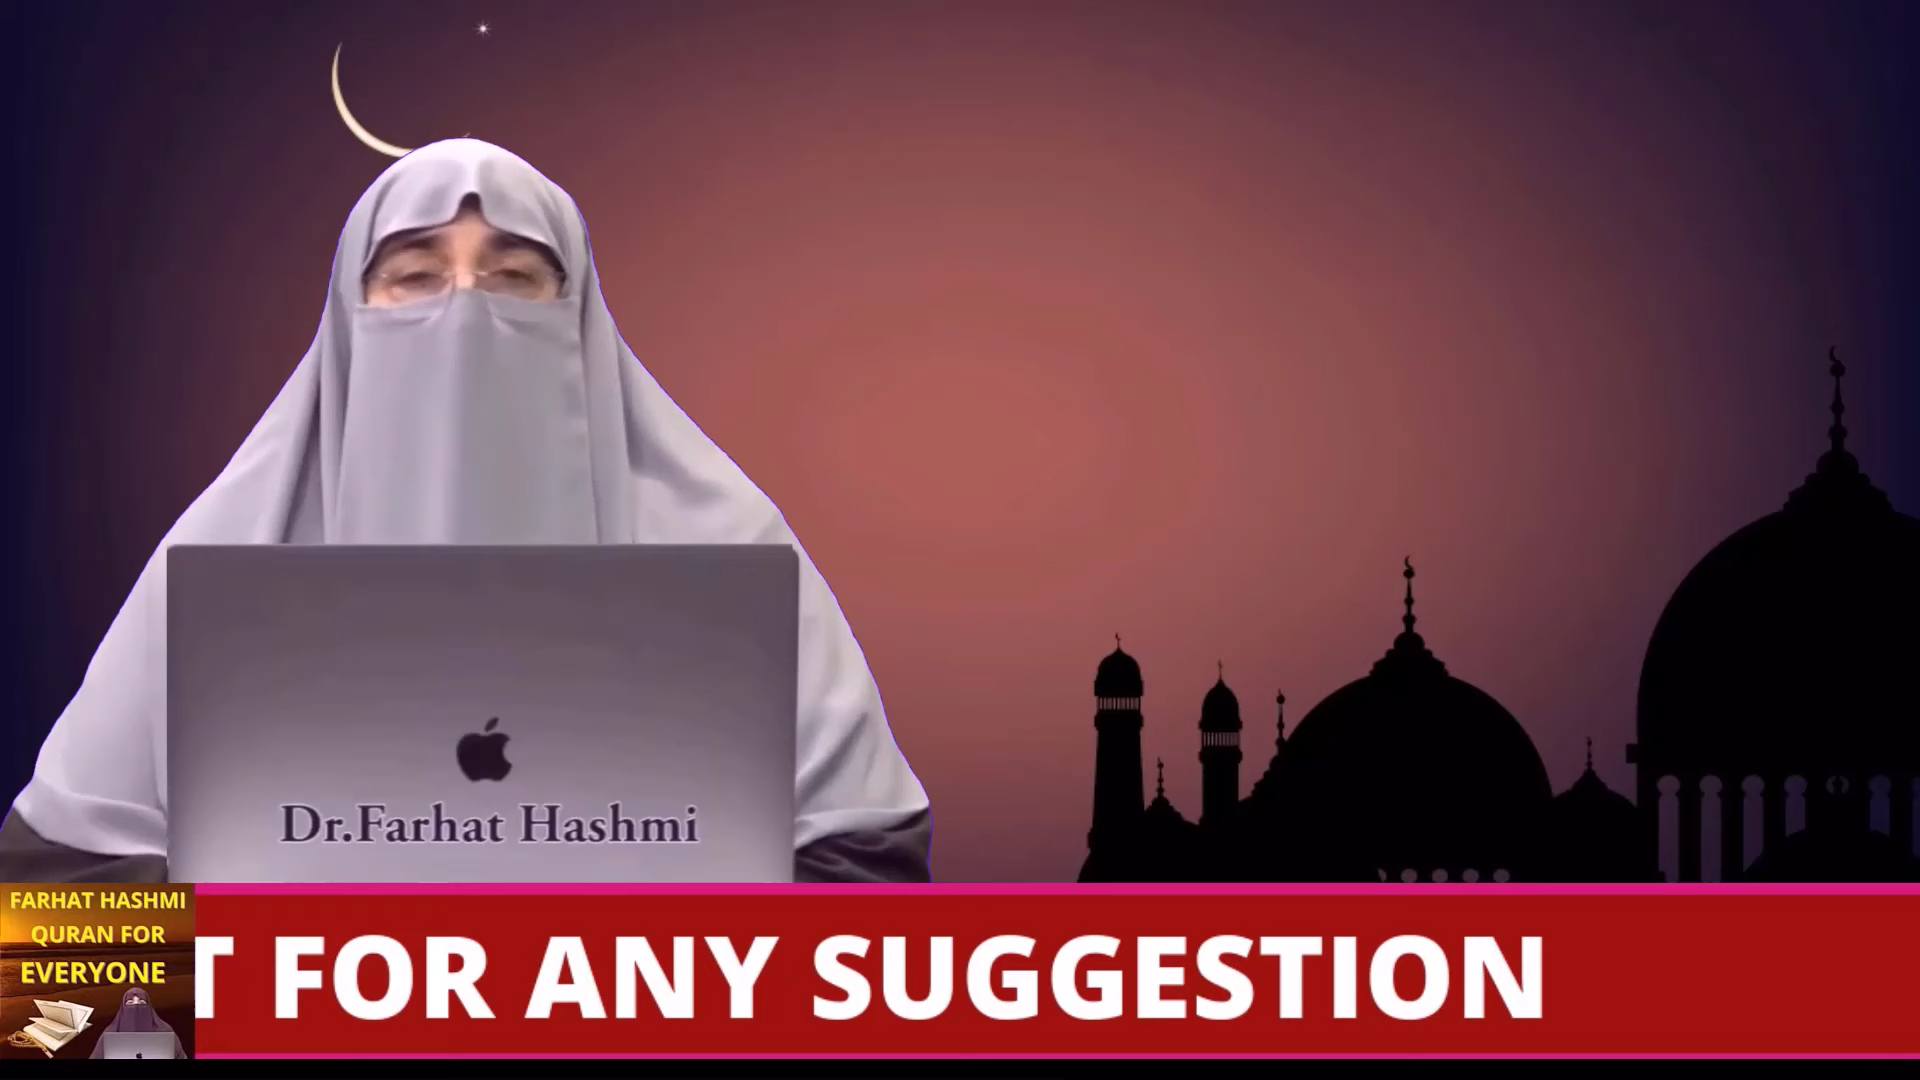 Dr.Farhat Hashmi
FARHAT HASHMI
QURAN FOR
EVERYONE
T FOR ANY SUGGESTION